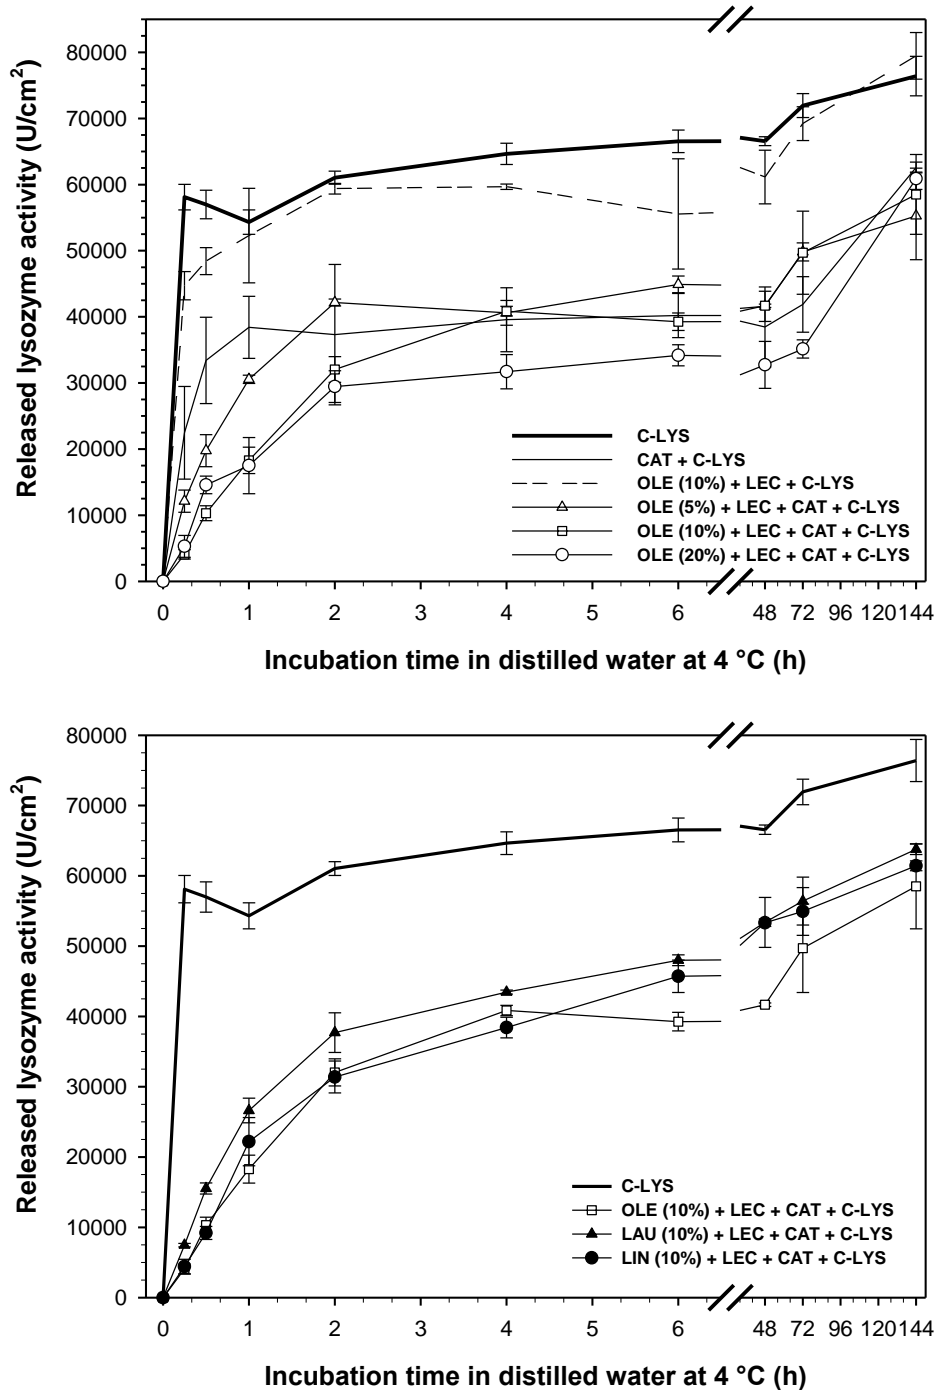 Released lysozyme activity (U/cm²)
80000
70000
60000
50000
40000
30000
20000
10000
0
C-LYS
CAT + C-LYS
OLE (10%) + LEC + C-LYS
OLE (5%) + LEC + CAT + C-LYS
OLE (10%) + LEC + CAT + C-LYS
OLE (20%) + LEC + CAT + C-LYS
0 1 2 3 4 5 6 48 72 96 120 144
Incubation time in distilled water at 4 °C (h)
Released lysozyme activity (U/cm²)
80000
70000
60000
50000
40000
30000
20000
10000
0
C-LYS
OLE (10%) + LEC + CAT + C-LYS
LAU (10%) + LEC + CAT + C-LYS
LIN (10%) + LEC + CAT + C-LYS
0 1 2 3 4 5 6 48 72 96 120 144
Incubation time in distilled water at 4 °C (h)